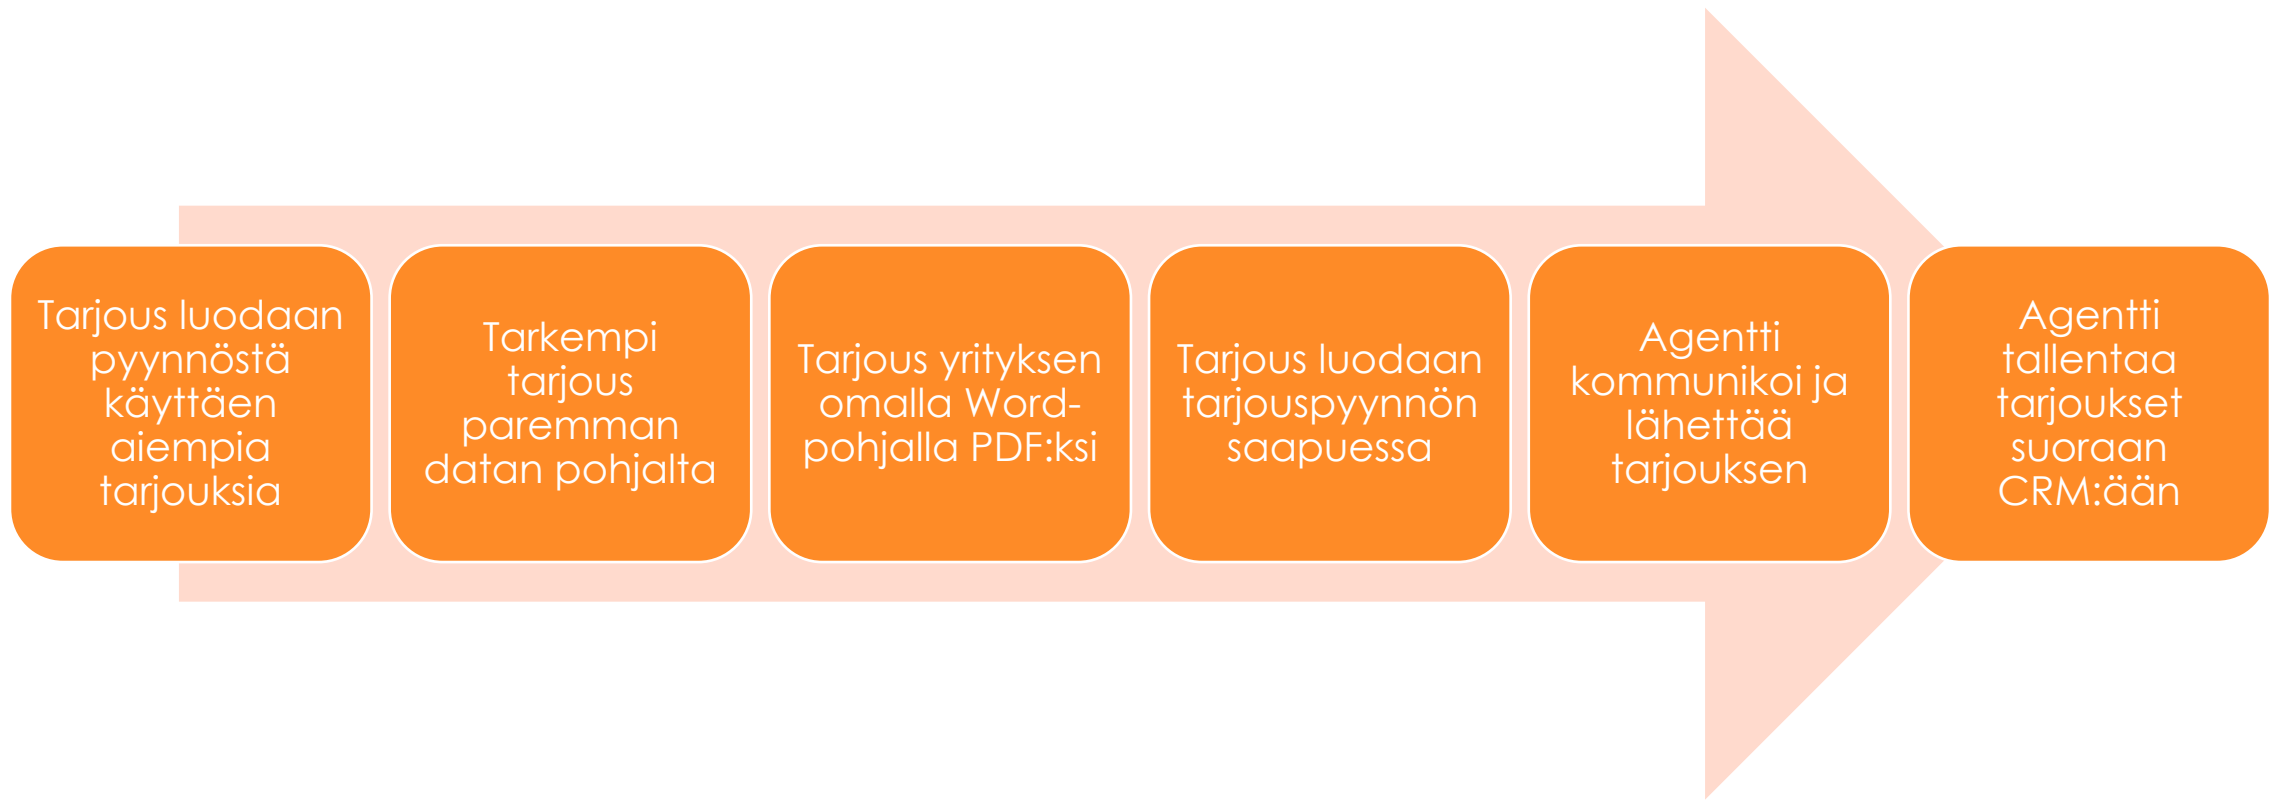 Tarjous luodaan
pyynnöstä
käyttäen
aiempia
tarjouksia
Tarkempi
tarjous
paremman
datan pohjalta
Tarjous yrityksen
omalla Word-
pohjalla PDF:ksi
Tarjous luodaan
tarjouspyynnön
saapuessa
Agentti
kommunikoi ja
lähettää
tarjouksen
Agentti
tallentaa
tarjoukset
suoraan
CRM:ään